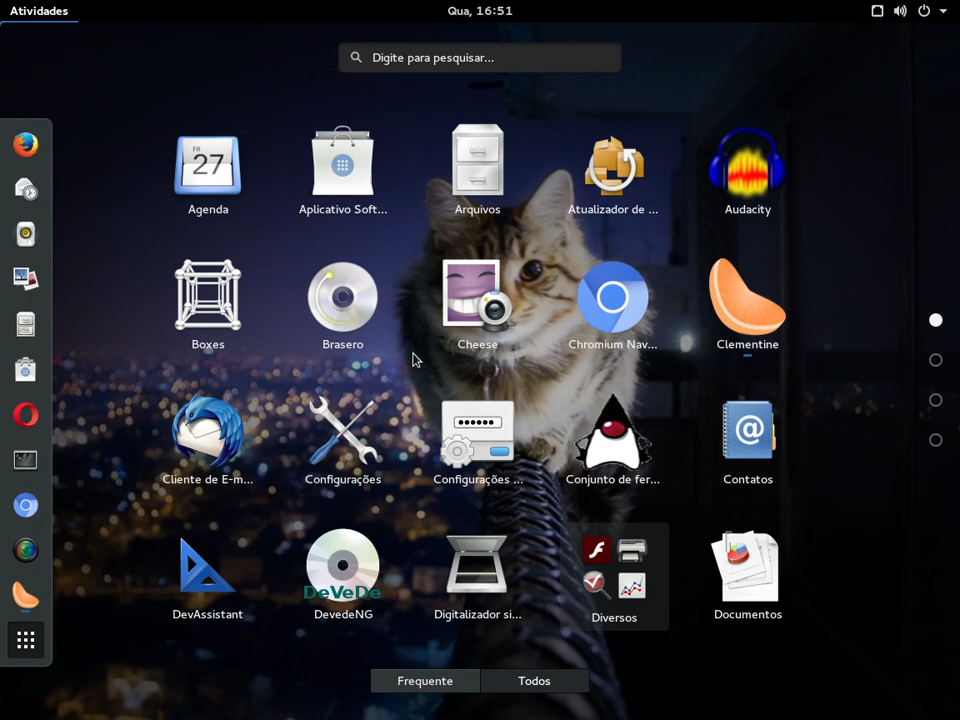 Atividades
Qua, 16:51
Digite para pesquisar...
FR
27
Agenda
Aplicativo Soft...
Arquivos
Atualizador de ...
Audacity
Boxes
Brasero
Cheese
Chromium Nav...
Clementine
@
Cliente de E-m...
Configurações
Configurações ...
Conjunto de fer...
Contatos
DeVeDe
DevAssistant
DevedeNG
Digitalizador si...
Diversos
Documentos
Frequente
Todos